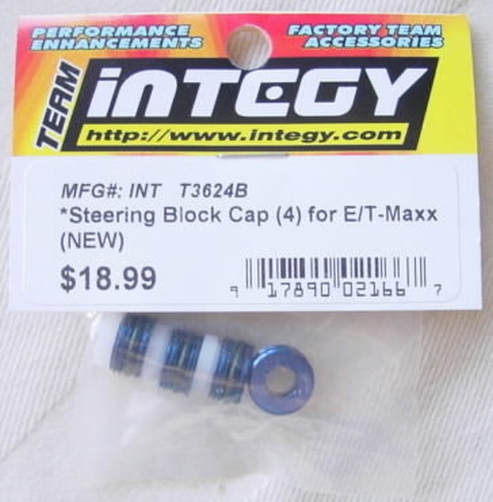 PERFORMANCE
ENHANCEMENTS
FACTORY TEAM
ACCESSORIES
TEAM
iNTEGY
http://www.integy.com
MFG#: INT T3624B
*Steering Block Cap (4) for E/T-Maxx
(NEW)
$18.99
9 17890 02166 7